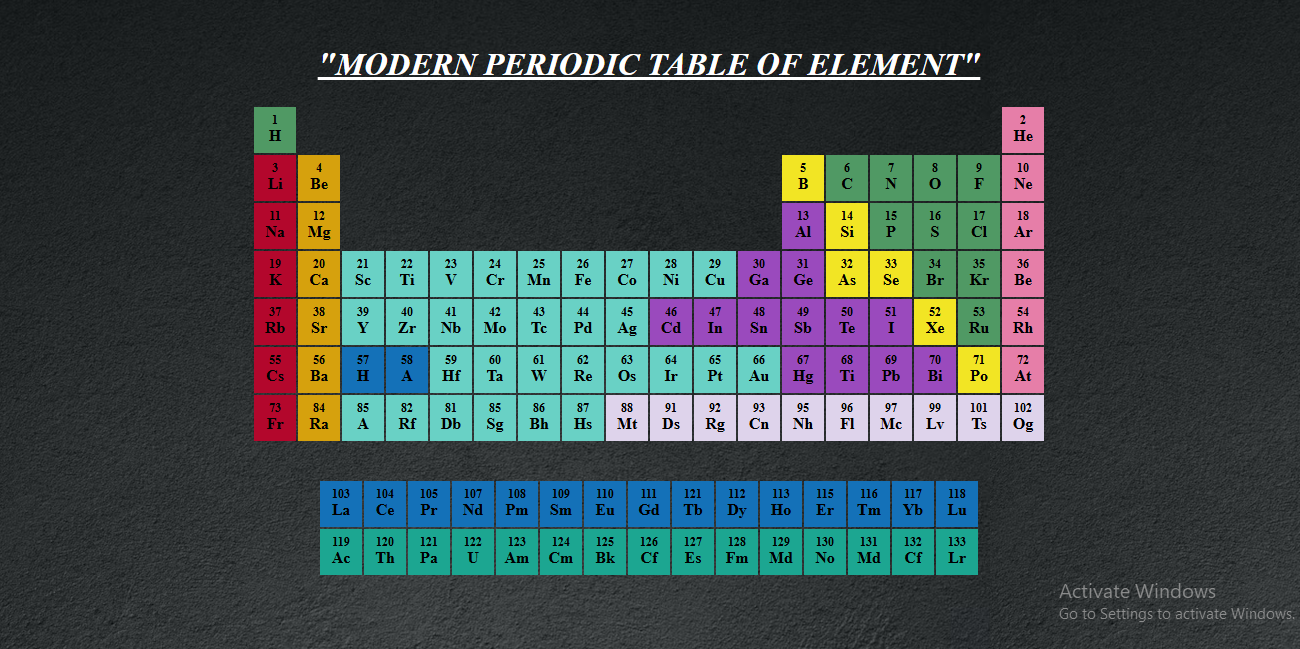 "MODERN PERIODIC TABLE OF ELEMENT"
1 2
H He
3 4 5 6 7 8 9 10
Li Be B C N O F Ne
11 12 13 14 15 16 17 18
Na Mg Al Si P S Cl Ar
19 20 21 22 23 24 25 26 27 28 29 30 31 32 33 34 35 36
K Ca Sc Ti V Cr Mn Fe Co Ni Cu Ga Ge As Se Br Kr Be
37 38 39 40 41 42 43 44 45 46 47 48 49 50 51 52 53 54
Rb Sr Y Zr Nb Mo Tc Pd Ag Cd In Sn Sb Te I Xe Ru Rh
55 56 57 58 59 60 61 62 63 64 65 66 67 68 69 70 71 72
Cs Ba H A Hf Ta W Re Os Ir Pt Au Hg Ti Pb Bi Po At
73 84 85 82 81 85 86 87 88 91 92 93 95 96 97 99 101 102
Fr Ra A Rf Db Sg Bh Hs Mt Ds Rg Cn Nh Fl Mc Lv Ts Og
103 104 105 107 108 109 110 111 121 112 113 115 116 117 118
La Ce Pr Nd Pm Sm Eu Gd Tb Dy Ho Er Tm Yb Lu
119 120 121 122 123 124 125 126 127 128 129 130 131 132 133
Ac Th Pa U Am Cm Bk Cf Es Fm Md No Md Cf Lr
Activate Windows
Go to Settings to activate Windows.